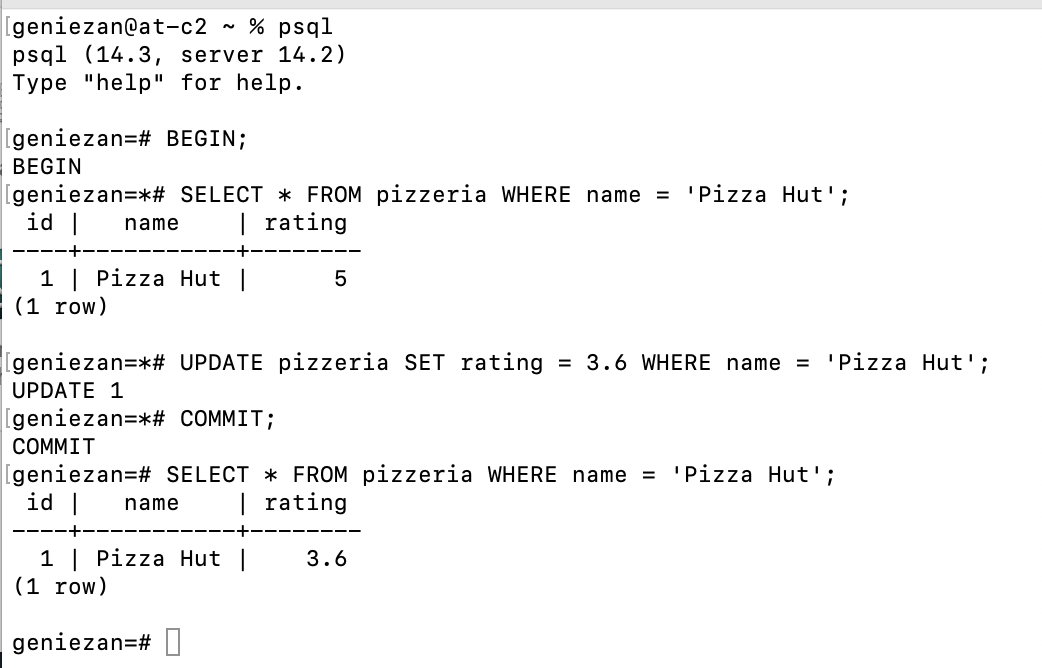 [geniezan@at-c2 ~ % psql
psql (14.3, server 14.2)
Type "help" for help.

[geniezan=# BEGIN;
BEGIN
[geniezan=*# SELECT * FROM pizzeria WHERE name = 'Pizza Hut';
 id |   name    | rating
----+-----------+--------
  1 | Pizza Hut |      5
(1 row)

[geniezan=*# UPDATE pizzeria SET rating = 3.6 WHERE name = 'Pizza Hut';
UPDATE 1
[geniezan=*# COMMIT;
COMMIT
[geniezan=# SELECT * FROM pizzeria WHERE name = 'Pizza Hut';
 id |   name    | rating
----+-----------+--------
  1 | Pizza Hut |    3.6
(1 row)

geniezan=#